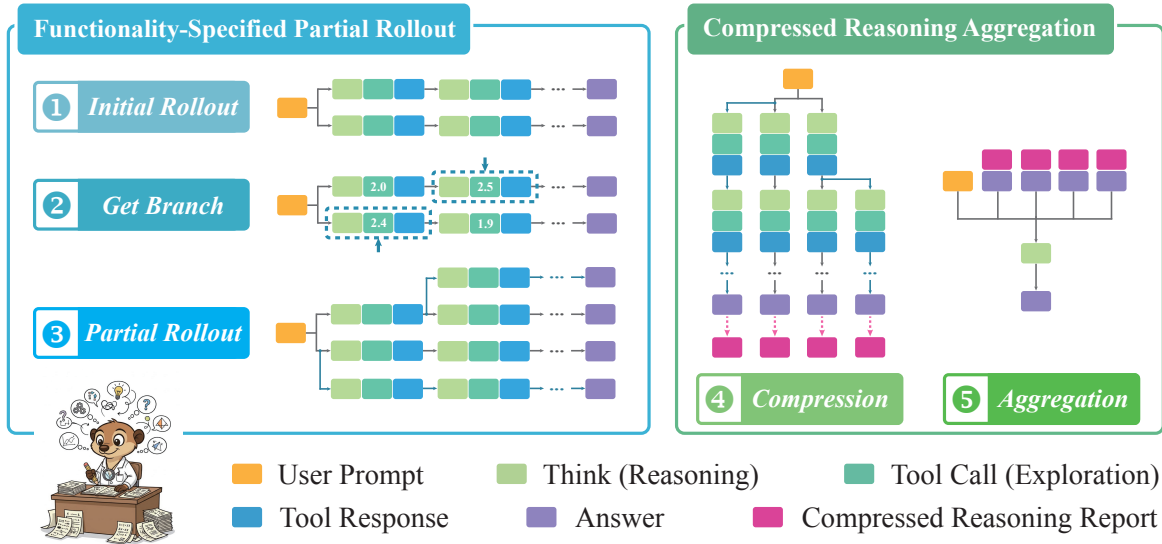 Functionality-Specified Partial Rollout
1 Initial Rollout
...
2 Get Branch
2.0
2.5
...
2.4
1.9
...
3 Partial Rollout
...
...
...
...
Compressed Reasoning Aggregation
... ... ... ...
4 Compression
5 Aggregation
User Prompt
Think (Reasoning)
Tool Call (Exploration)
Tool Response
Answer
Compressed Reasoning Report